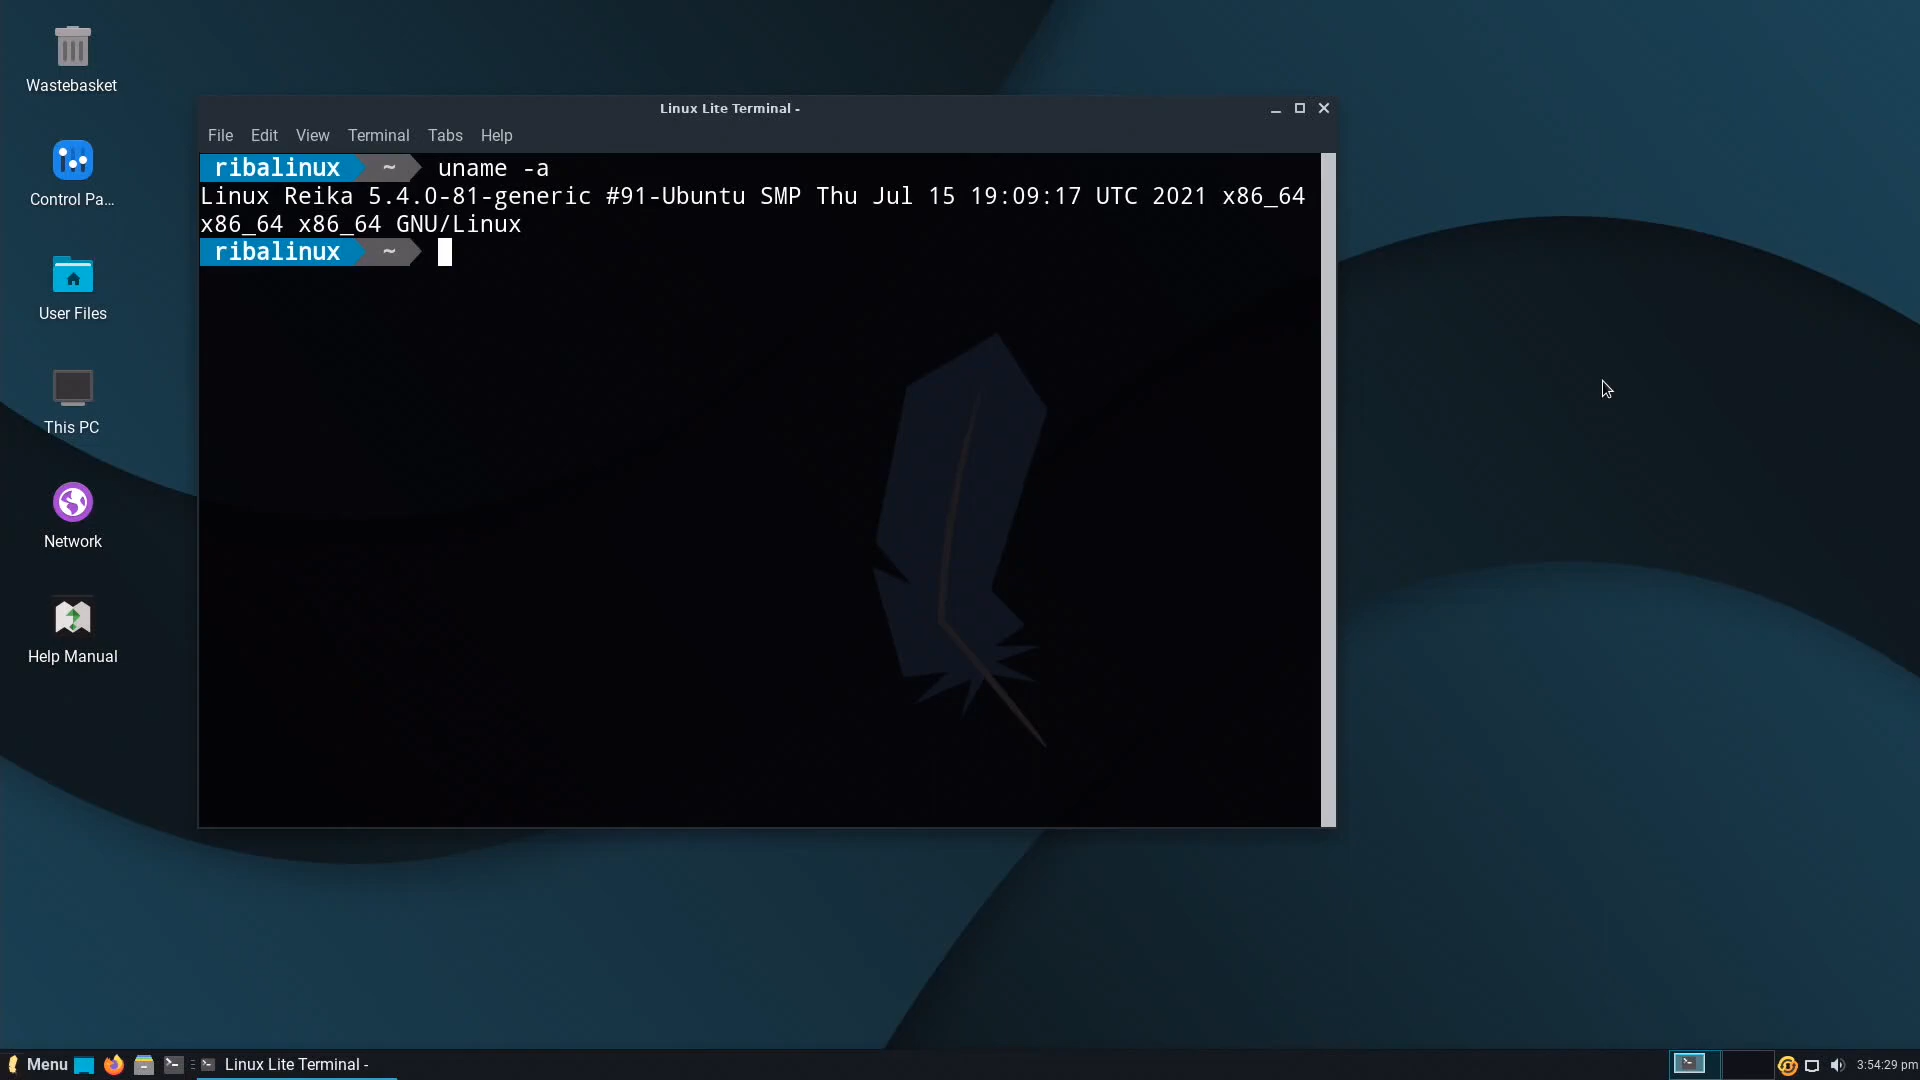 Wastebasket
Control Pa...
User Files
This PC
Network
Help Manual
Linux Lite Terminal -
File Edit View Terminal Tabs Help
ribalinux ~ uname -a
Linux Reika 5.4.0-81-generic #91-Ubuntu SMP Thu Jul 15 19:09:17 UTC 2021 x86_64
x86_64 x86_64 GNU/Linux
ribalinux ~
Menu Linux Lite Terminal - 3:54:29 pm